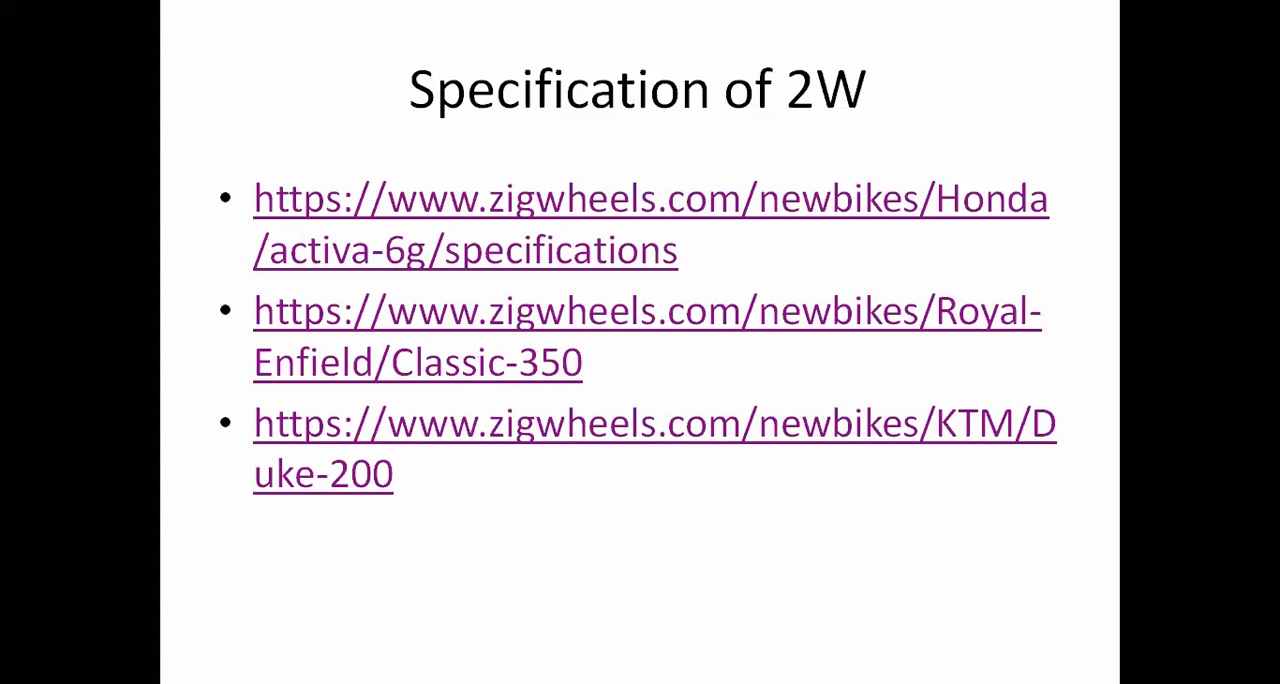 Specification of 2W
• https://www.zigwheels.com/newbikes/Honda
/activa-6g/specifications
• https://www.zigwheels.com/newbikes/Royal-
Enfield/Classic-350
• https://www.zigwheels.com/newbikes/KTM/D
uke-200